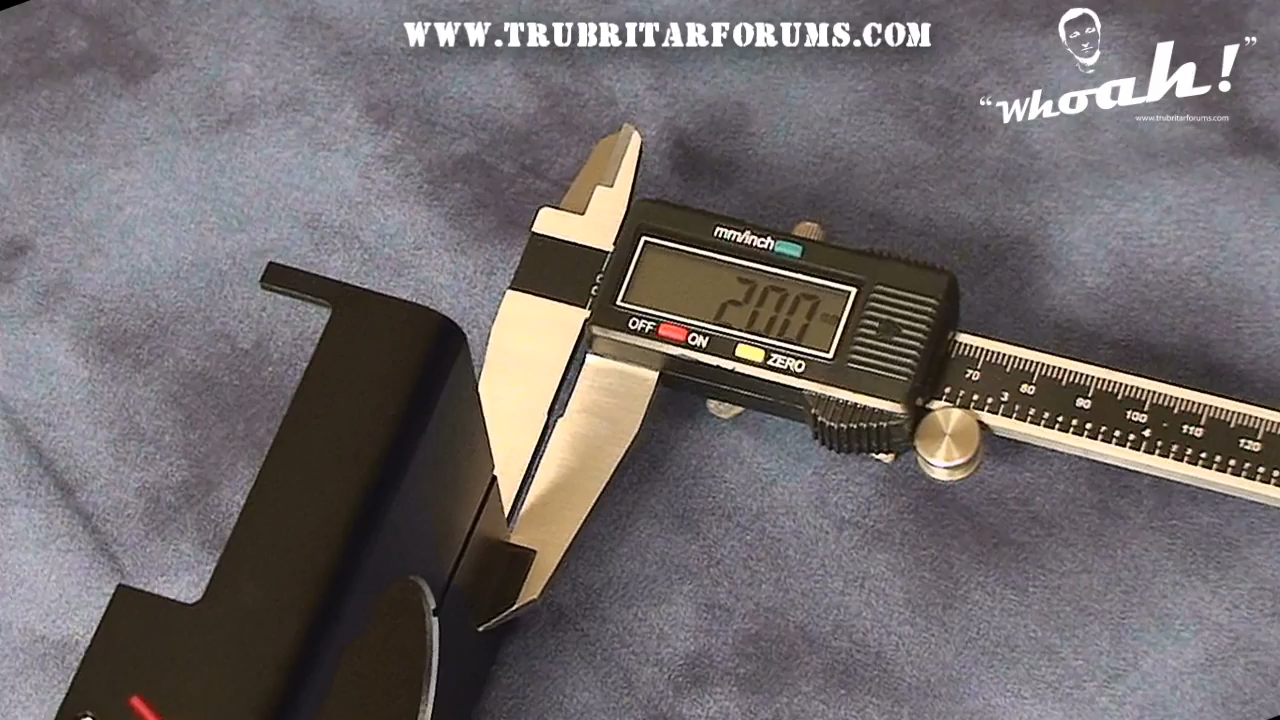 WWW.TRUBRITARFORUMS.COM
“whoah!”
www.trubritarforums.com
mm/inch
2.00
OFF ON ZERO
70 80 90 100 110 120
3 4